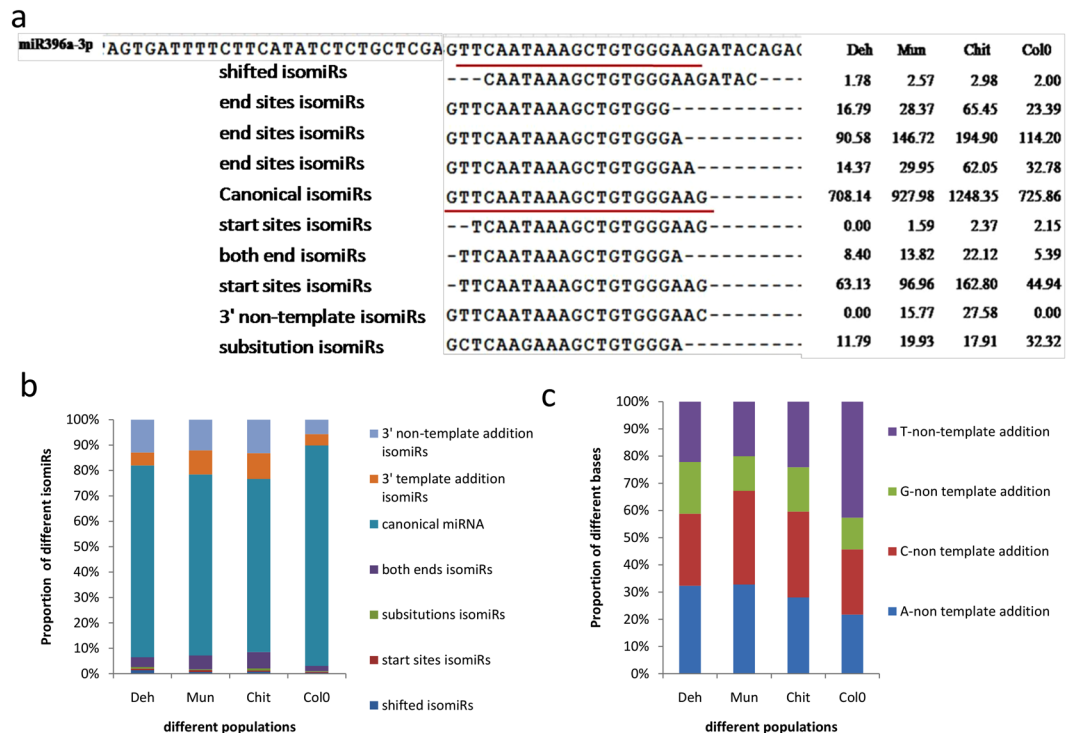 a
miR396a-3p AGTGATTTTCTTCATATCTCTGCTCGAGTTCAATAAAGCTGTGGGAAGATACAGAC Deh Mun Chit Col0
shifted isomiRs ---CAATAAAGCTGTGGGAAGATAC---- 1.78 2.57 2.98 2.00
end sites isomiRs GTTCAATAAAGCTGTGGG------------ 16.79 28.37 65.45 23.39
end sites isomiRs GTTCAATAAAGCTGTGGGA----------- 90.58 146.72 194.90 114.20
end sites isomiRs GTTCAATAAAGCTGTGGGAA---------- 14.37 29.95 62.05 32.78
Canonical isomiRs GTTCAATAAAGCTGTGGGAAG--------- 708.14 927.98 1248.35 725.86
start sites isomiRs --TCAATAAAGCTGTGGGAAG--------- 0.00 1.59 2.37 2.15
both end isomiRs -TTCAATAAAGCTGTGGGA----------- 8.40 13.82 22.12 5.39
start sites isomiRs -TTCAATAAAGCTGTGGGAAG--------- 63.13 96.96 162.80 44.94
3' non-template isomiRs GTTCAATAAAGCTGTGGGAAC--------- 0.00 15.77 27.58 0.00
subsitution isomiRs GCTCAAGAAAGCTGTGGGA----------- 11.79 19.93 17.91 32.32
b
Proportion of different isomiRs
100%
90%
80%
70%
60%
50%
40%
30%
20%
10%
0%
Deh Mun Chit Col0
different populations
3' non-template addition
isomiRs
3' template addition
isomiRs
canonical miRNA
both ends isomiRs
subsitutions isomiRs
start sites isomiRs
shifted isomiRs
c
Proportion of different bases
100%
90%
80%
70%
60%
50%
40%
30%
20%
10%
0%
Deh Mun Chit Col0
different populations
T-non-template addition
G-non template addition
C-non template addition
A-non template addition